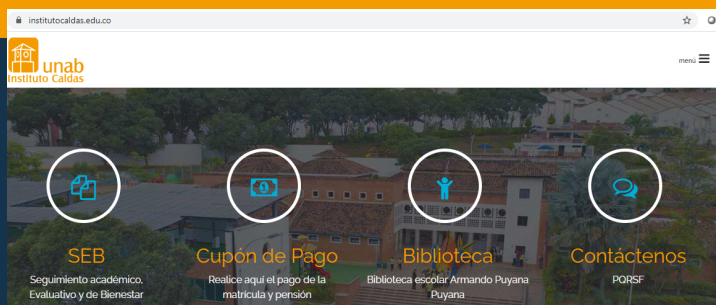 institutocaldas.edu.co
unab
Instituto Caldas
menú
SEB
Seguimiento académico,
Evaluativo y de Bienestar
Cupón de Pago
Realice aquí el pago de la
matrícula y pensión
Biblioteca
Biblioteca escolar Armando Puyana
Puyana
Contáctenos
PQRSF